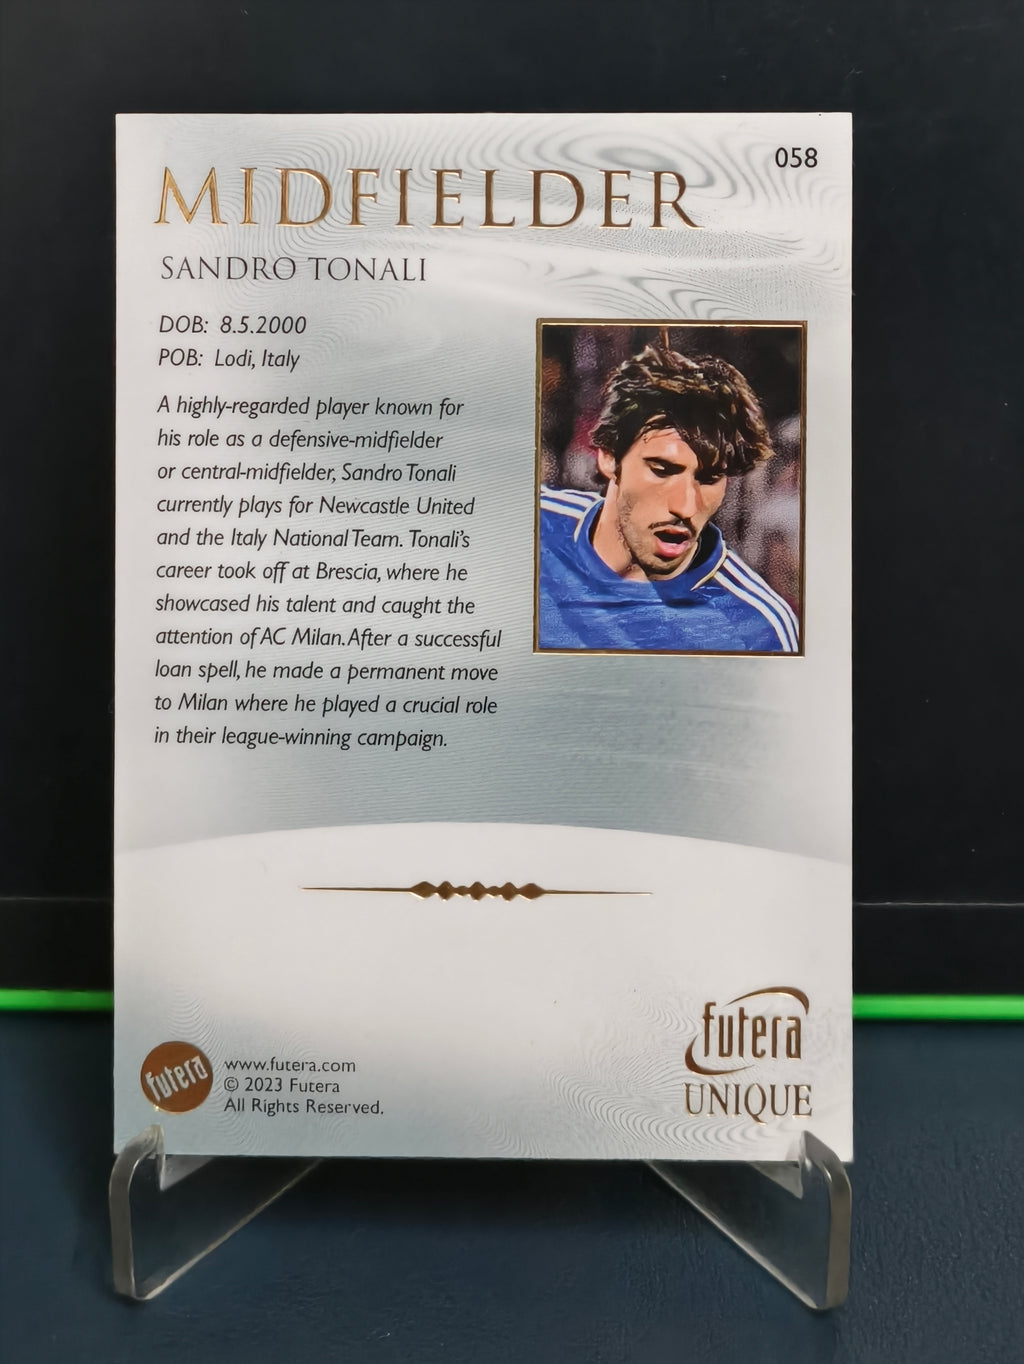 058
MIDFIELDER
SANDRO TONALI
DOB: 8.5.2000
POB: Lodi, Italy
A highly-regarded player known for
his role as a defensive-midfielder
or central-midfielder, Sandro Tonali
currently plays for Newcastle United
and the Italy National Team. Tonali's
career took off at Brescia, where he
showcased his talent and caught the
attention of AC Milan. After a successful
loan spell, he made a permanent move
to Milan where he played a crucial role
in their league-winning campaign.
futera
www.futera.com
© 2023 Futera
All Rights Reserved.
futera
UNIQUE